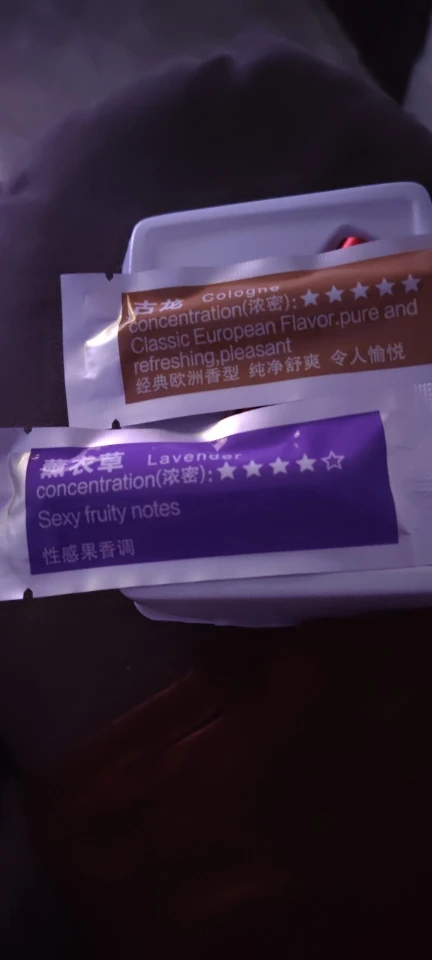 古龙 Cologne
concentration(浓密):★★★★★
Classic European Flavor.pure and
refreshing,pleasant
经典欧洲香型 纯净舒爽 令人愉悦
薰衣草 Lavender
concentration(浓密):★★★★☆
Sexy fruity notes
性感果香调